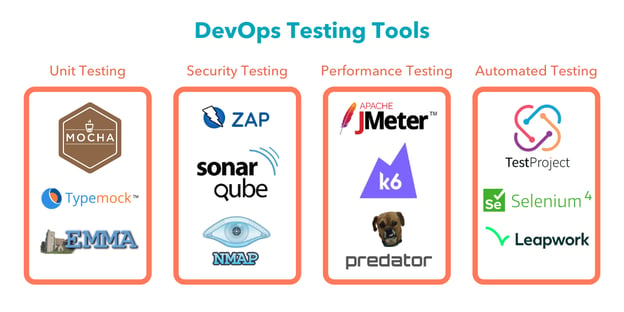 DevOps Testing Tools
Unit Testing
MOCHA
Typemock™
EMMA
Security Testing
ZAP
sonar
qube
NMAP
Performance Testing
APACHE
JMeter™
k6
predator
Automated Testing
TestProject
Se Selenium 4
Leapwork